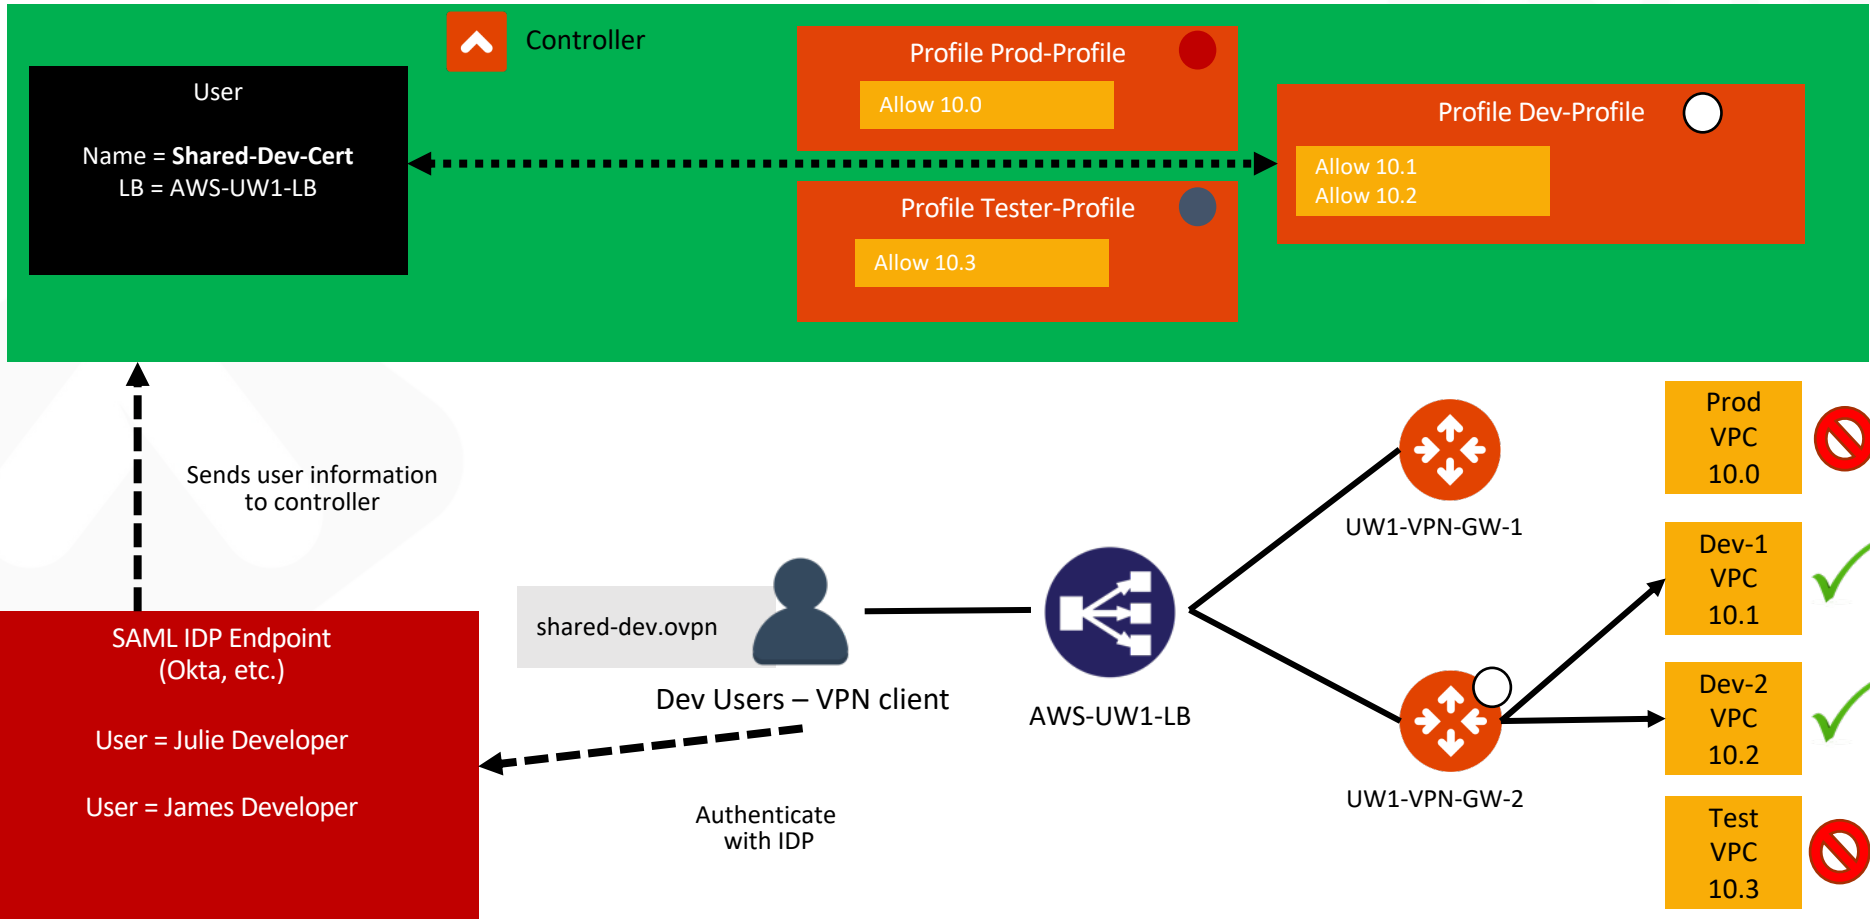 Controller
User
Name = Shared-Dev-Cert
LB = AWS-UW1-LB
Profile Prod-Profile
Allow 10.0
Profile Tester-Profile
Allow 10.3
Profile Dev-Profile
Allow 10.1
Allow 10.2
Sends user information
to controller
SAML IDP Endpoint
(Okta, etc.)
User = Julie Developer
User = James Developer
shared-dev.ovpn
Dev Users – VPN client
Authenticate
with IDP
AWS-UW1-LB
UW1-VPN-GW-1
UW1-VPN-GW-2
Prod
VPC
10.0
Dev-1
VPC
10.1
Dev-2
VPC
10.2
Test
VPC
10.3